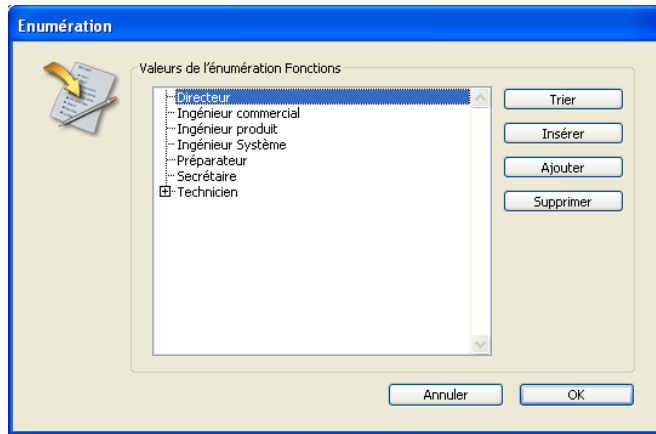 Enumération
Valeurs de l'énumération Fonctions
Directeur
Ingénieur commercial
Ingénieur produit
Ingénieur Système
Préparateur
Secrétaire
Technicien
Trier
Insérer
Ajouter
Supprimer
Annuler
OK